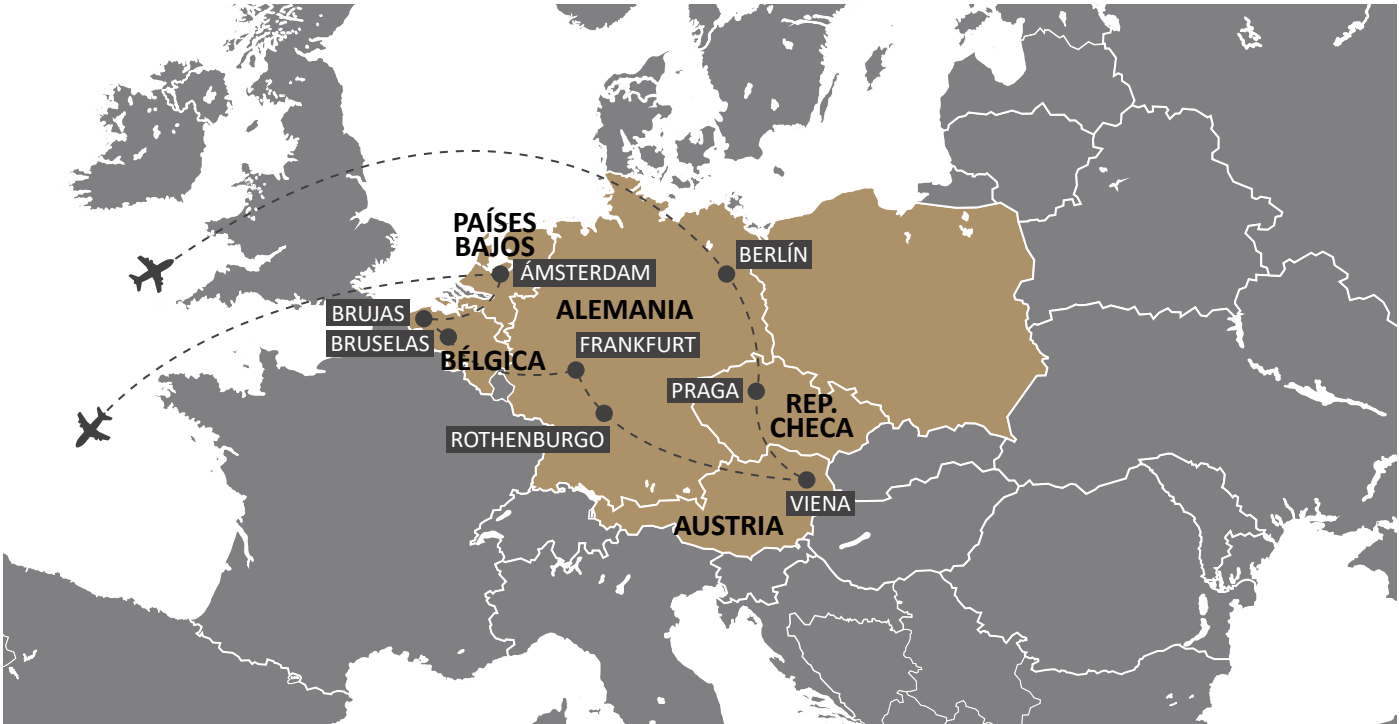 PAÍSES
BAJOS
BERLÍN
ÁMSTERDAM
BRUJAS
ALEMANIA
BRUSELAS
FRANKFURT
BÉLGICA
PRAGA
REP.
CHECA
ROTHENBURGO
VIENA
AUSTRIA